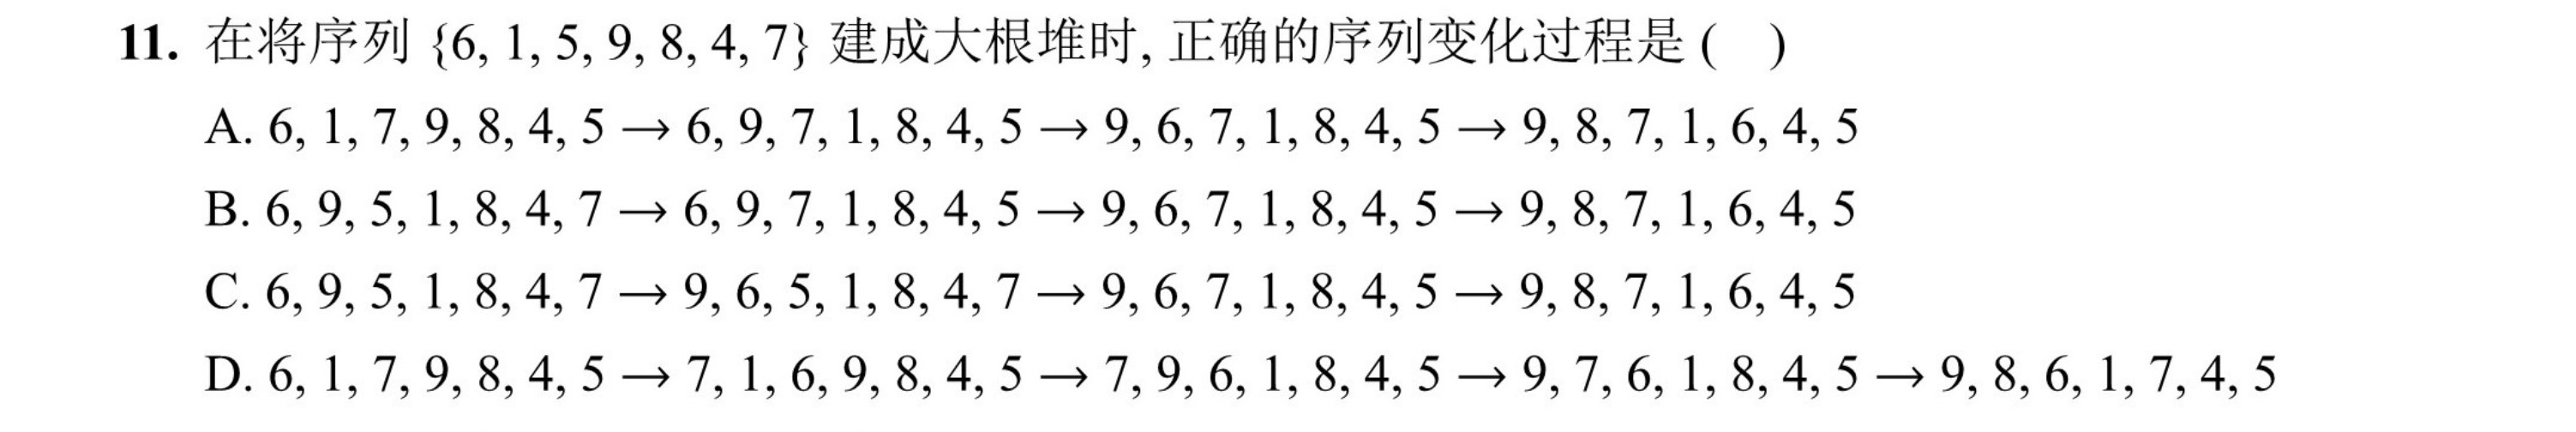 11. 在将序列 {6, 1, 5, 9, 8, 4, 7} 建成大根堆时, 正确的序列变化过程是 ( )
A. 6, 1, 7, 9, 8, 4, 5 → 6, 9, 7, 1, 8, 4, 5 → 9, 6, 7, 1, 8, 4, 5 → 9, 8, 7, 1, 6, 4, 5
B. 6, 9, 5, 1, 8, 4, 7 → 6, 9, 7, 1, 8, 4, 5 → 9, 6, 7, 1, 8, 4, 5 → 9, 8, 7, 1, 6, 4, 5
C. 6, 9, 5, 1, 8, 4, 7 → 9, 6, 5, 1, 8, 4, 7 → 9, 6, 7, 1, 8, 4, 5 → 9, 8, 7, 1, 6, 4, 5
D. 6, 1, 7, 9, 8, 4, 5 → 7, 1, 6, 9, 8, 4, 5 → 7, 9, 6, 1, 8, 4, 5 → 9, 7, 6, 1, 8, 4, 5 → 9, 8, 6, 1, 7, 4, 5